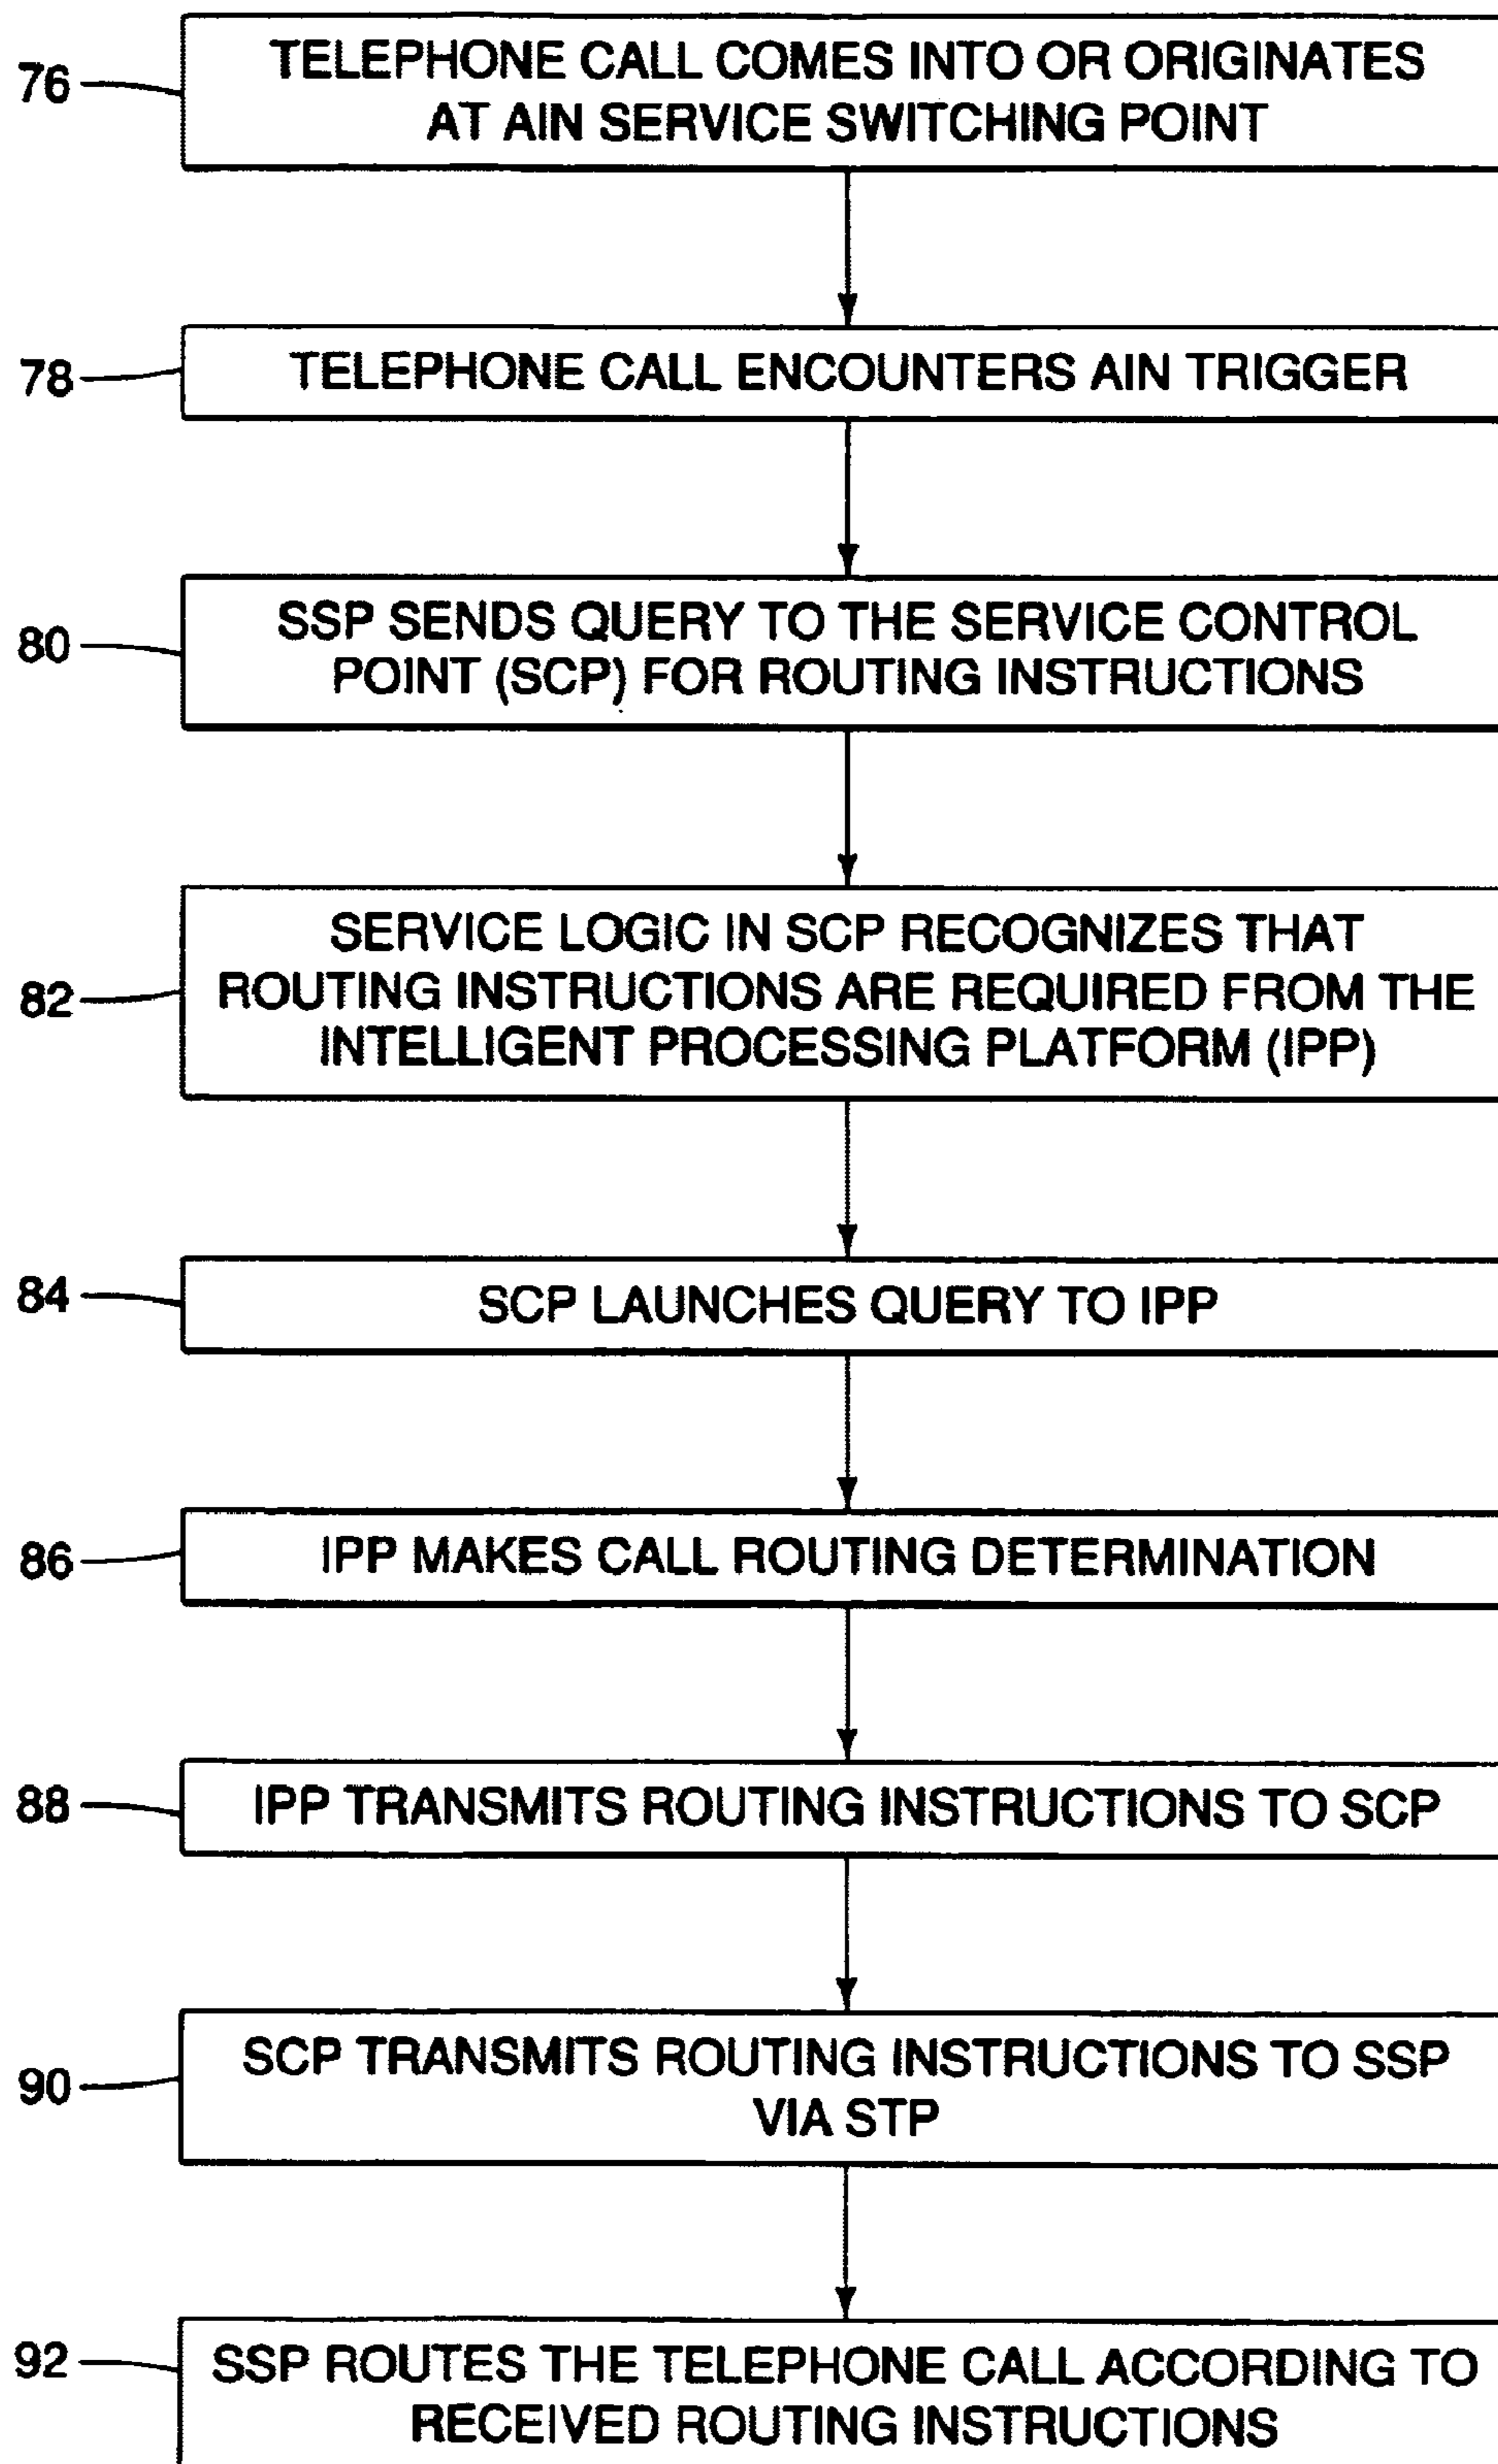 76
TELEPHONE CALL COMES INTO OR ORIGINATES
AT AIN SERVICE SWITCHING POINT
78
TELEPHONE CALL ENCOUNTERS AIN TRIGGER
80
SSP SENDS QUERY TO THE SERVICE CONTROL
POINT (SCP) FOR ROUTING INSTRUCTIONS
82
SERVICE LOGIC IN SCP RECOGNIZES THAT
ROUTING INSTRUCTIONS ARE REQUIRED FROM THE
INTELLIGENT PROCESSING PLATFORM (IPP)
84
SCP LAUNCHES QUERY TO IPP
86
IPP MAKES CALL ROUTING DETERMINATION
88
IPP TRANSMITS ROUTING INSTRUCTIONS TO SCP
90
SCP TRANSMITS ROUTING INSTRUCTIONS TO SSP
VIA STP
92
SSP ROUTES THE TELEPHONE CALL ACCORDING TO
RECEIVED ROUTING INSTRUCTIONS